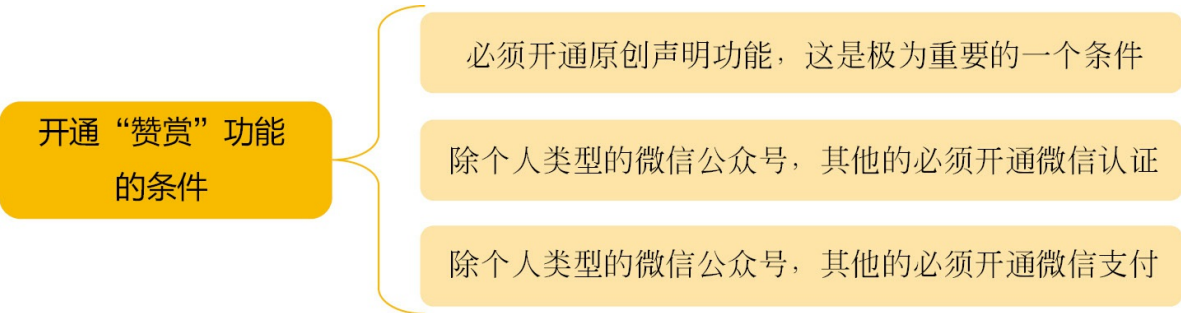 开通“赞赏”功能
的条件
必须开通原创声明功能，这是极为重要的一个条件
除个人类型的微信公众号，其他的必须开通微信认证
除个人类型的微信公众号，其他的必须开通微信支付